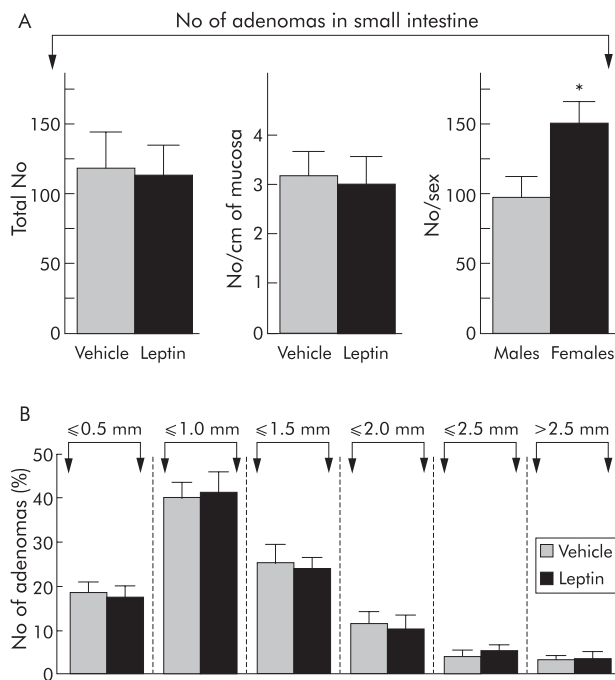 A
No of adenomas in small intestine
Total No
150
100
50
0
Vehicle Leptin
No/cm of mucosa
4
3
2
1
0
Vehicle Leptin
No/sex
150
100
50
0
*
Males Females
B
⩽0.5 mm ⩽1.0 mm ⩽1.5 mm ⩽2.0 mm ⩽2.5 mm >2.5 mm
No of adenomas (%)
50
40
30
20
10
0
Vehicle
Leptin